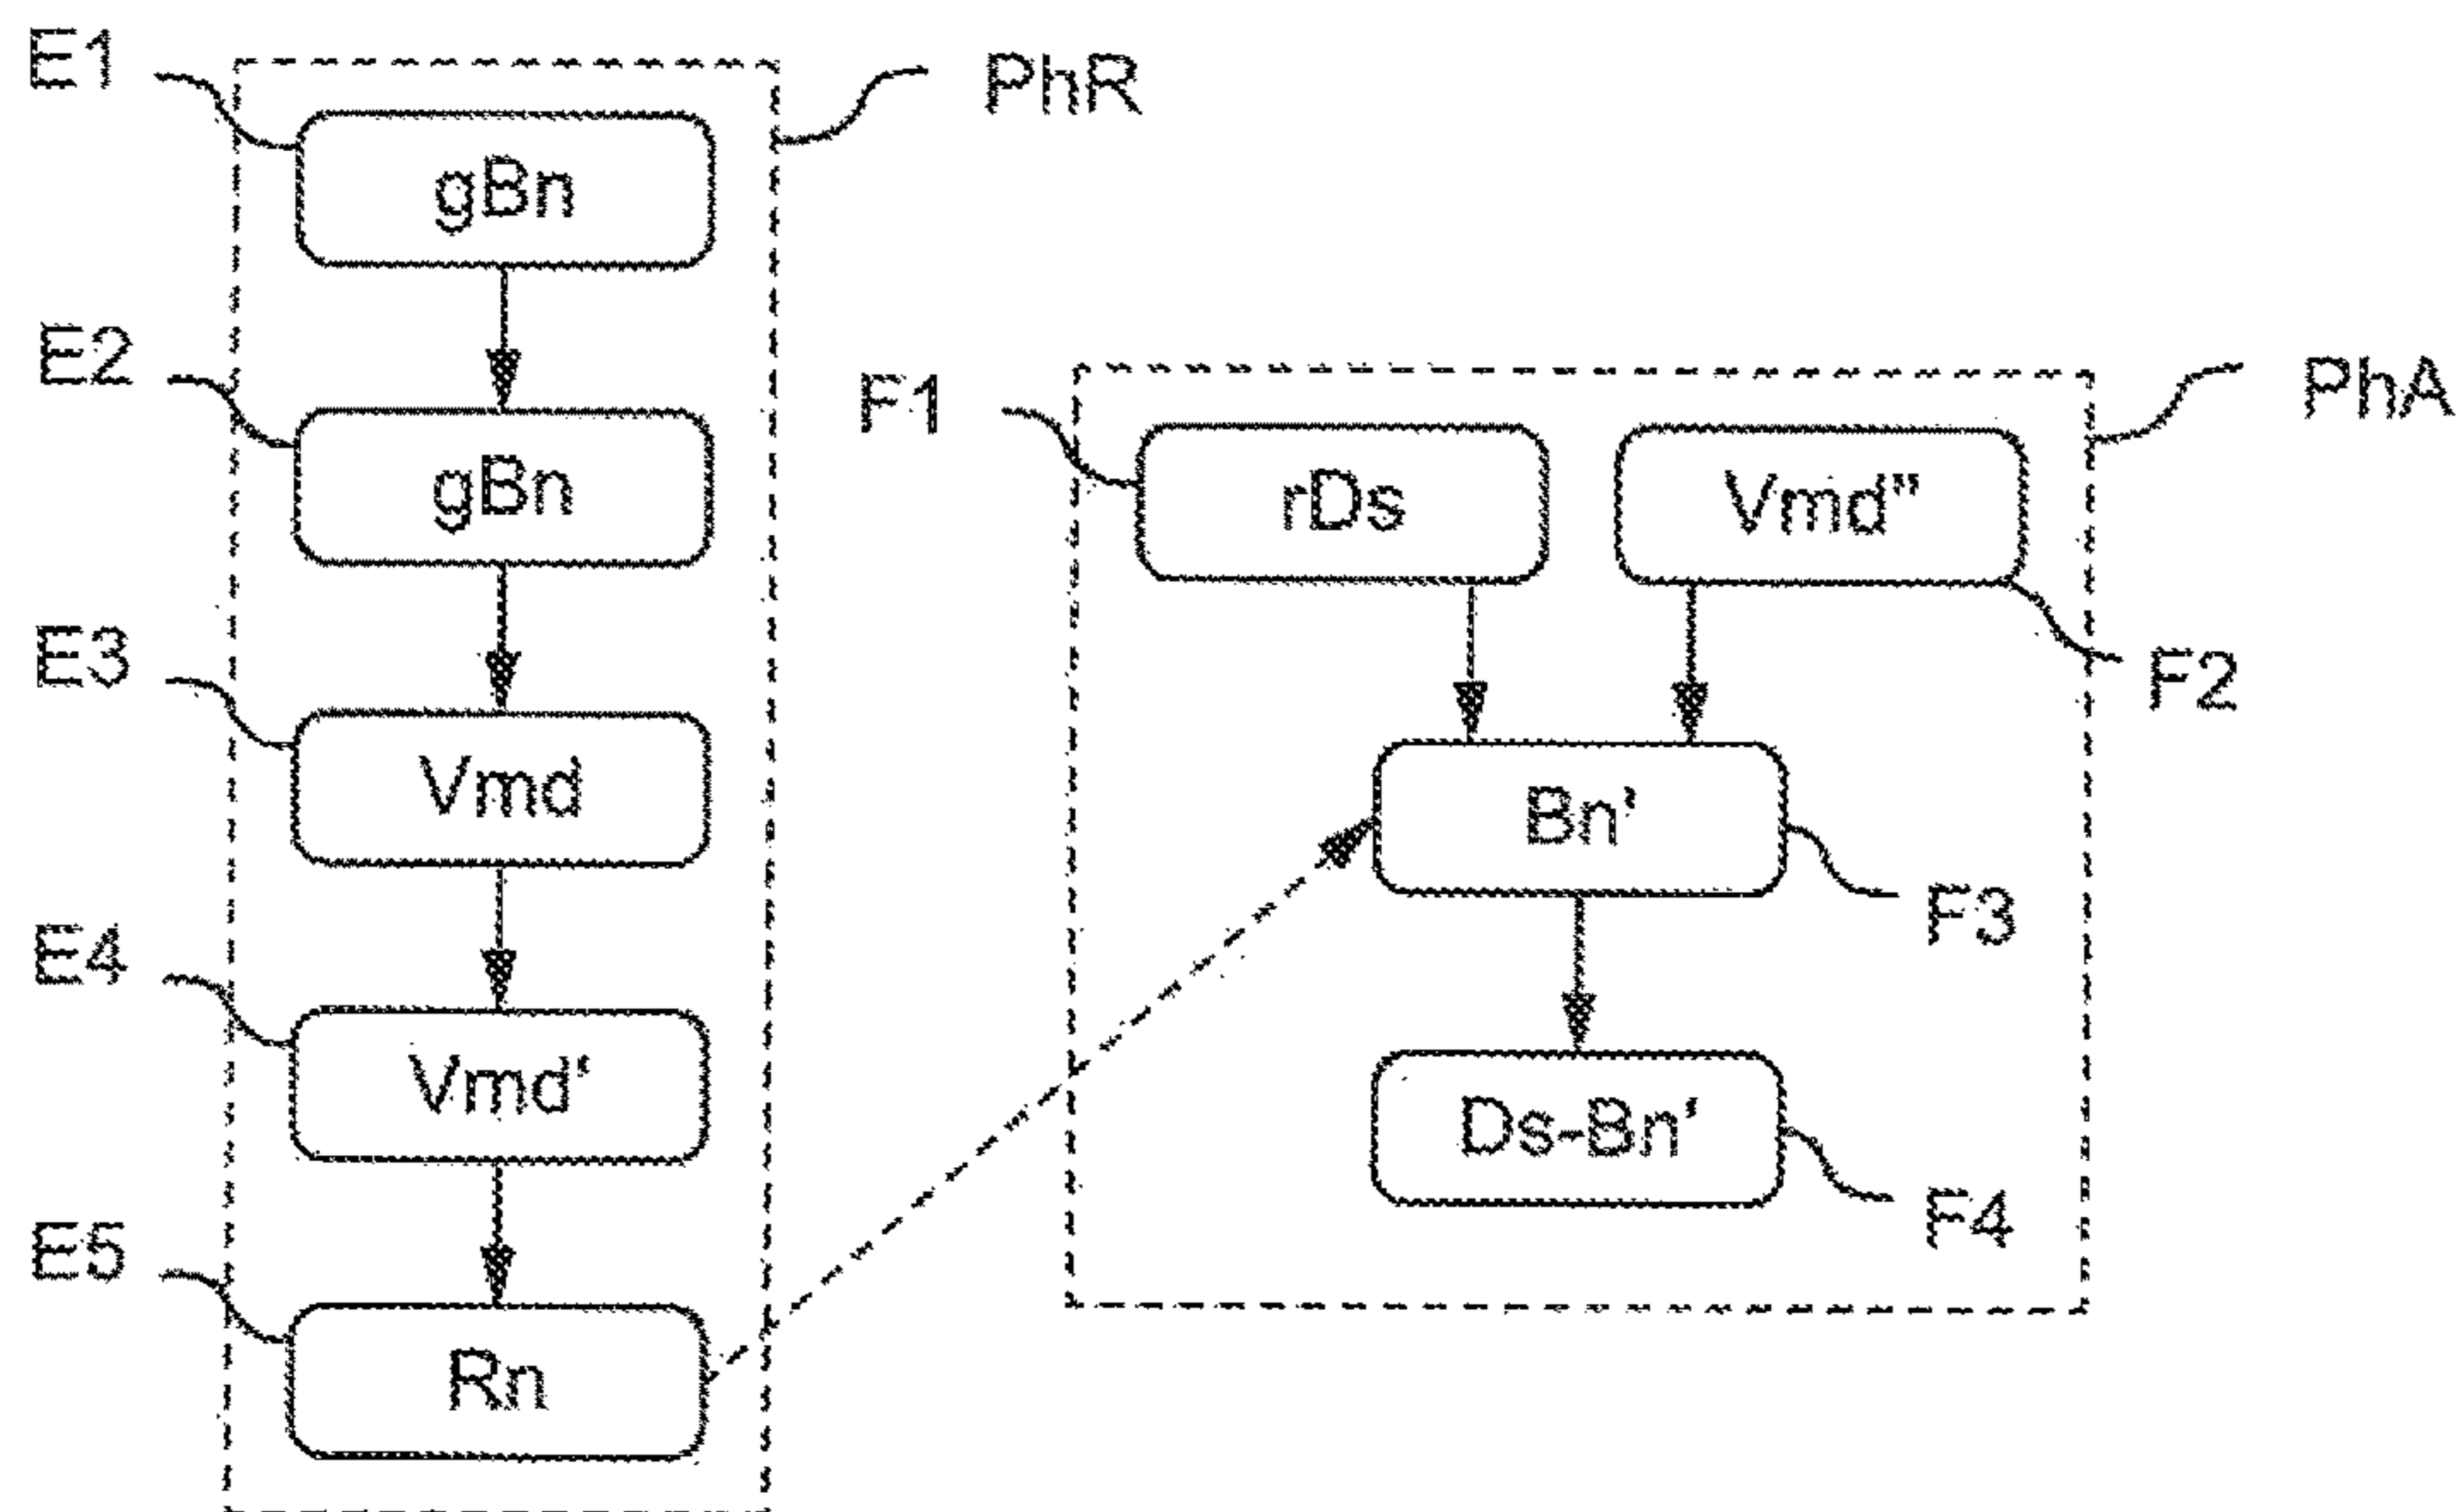 E1
PhR
gBn
E2
gBn
F1
PhA
rDs
Vmd"
E3
F2
Vmd
Bn'
E4
F3
Vmd'
Ds-Bn'
E5
F4
Rn